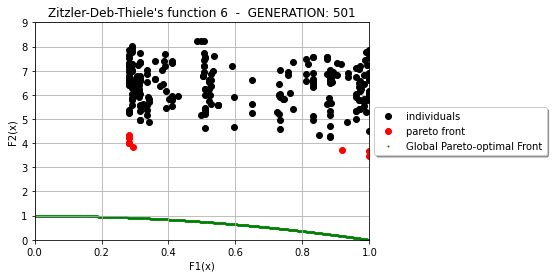 Zitzler-Deb-Thiele's function 6 - GENERATION: 501
9
8
7
6
5
4
3
2
1
0
F2(x)
0.0 0.2 0.4 0.6 0.8 1.0
F1(x)
individuals
pareto front
Global Pareto-optimal Front